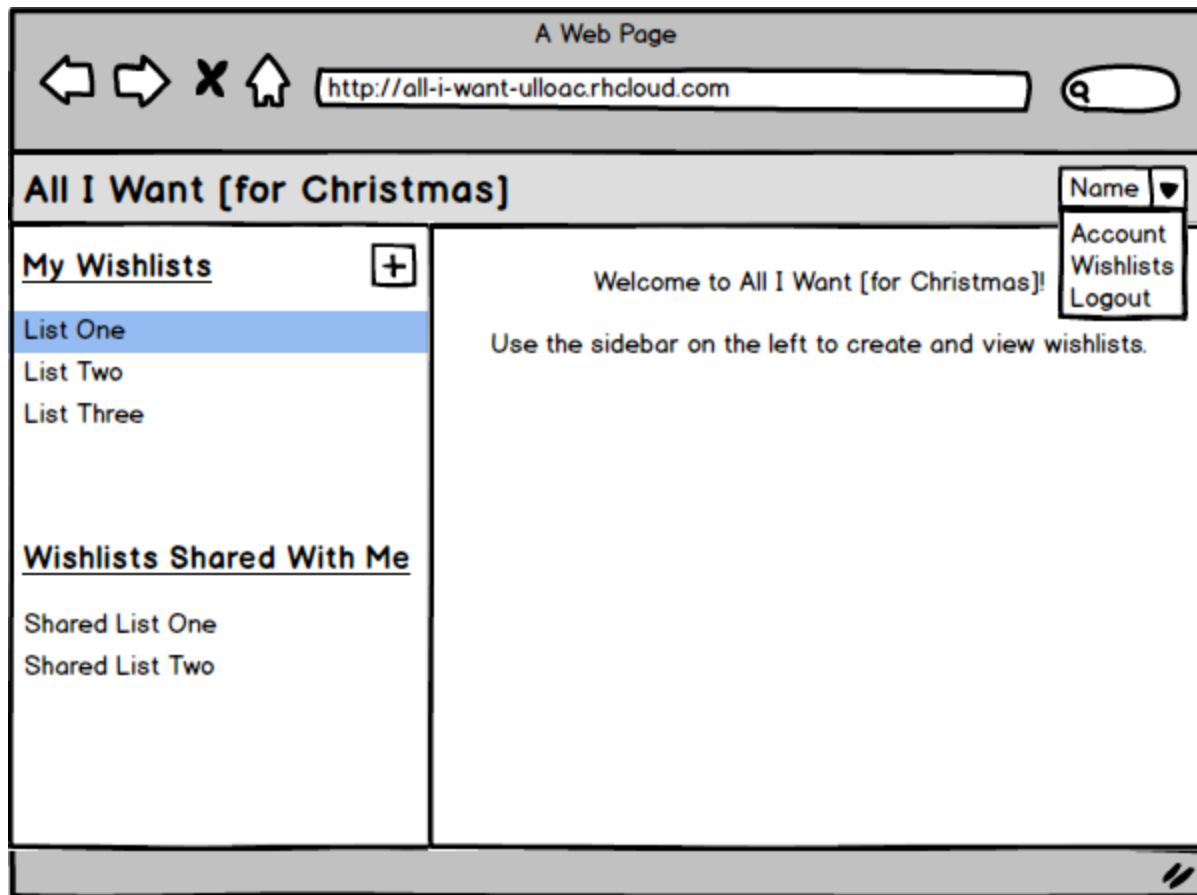 A Web Page
http://all-i-want-ulloac.rhcloud.com
All I Want [for Christmas]
Name
Account
Wishlists
Logout
My Wishlists
List One
List Two
List Three
Wishlists Shared With Me
Shared List One
Shared List Two
Welcome to All I Want [for Christmas]!
Use the sidebar on the left to create and view wishlists.